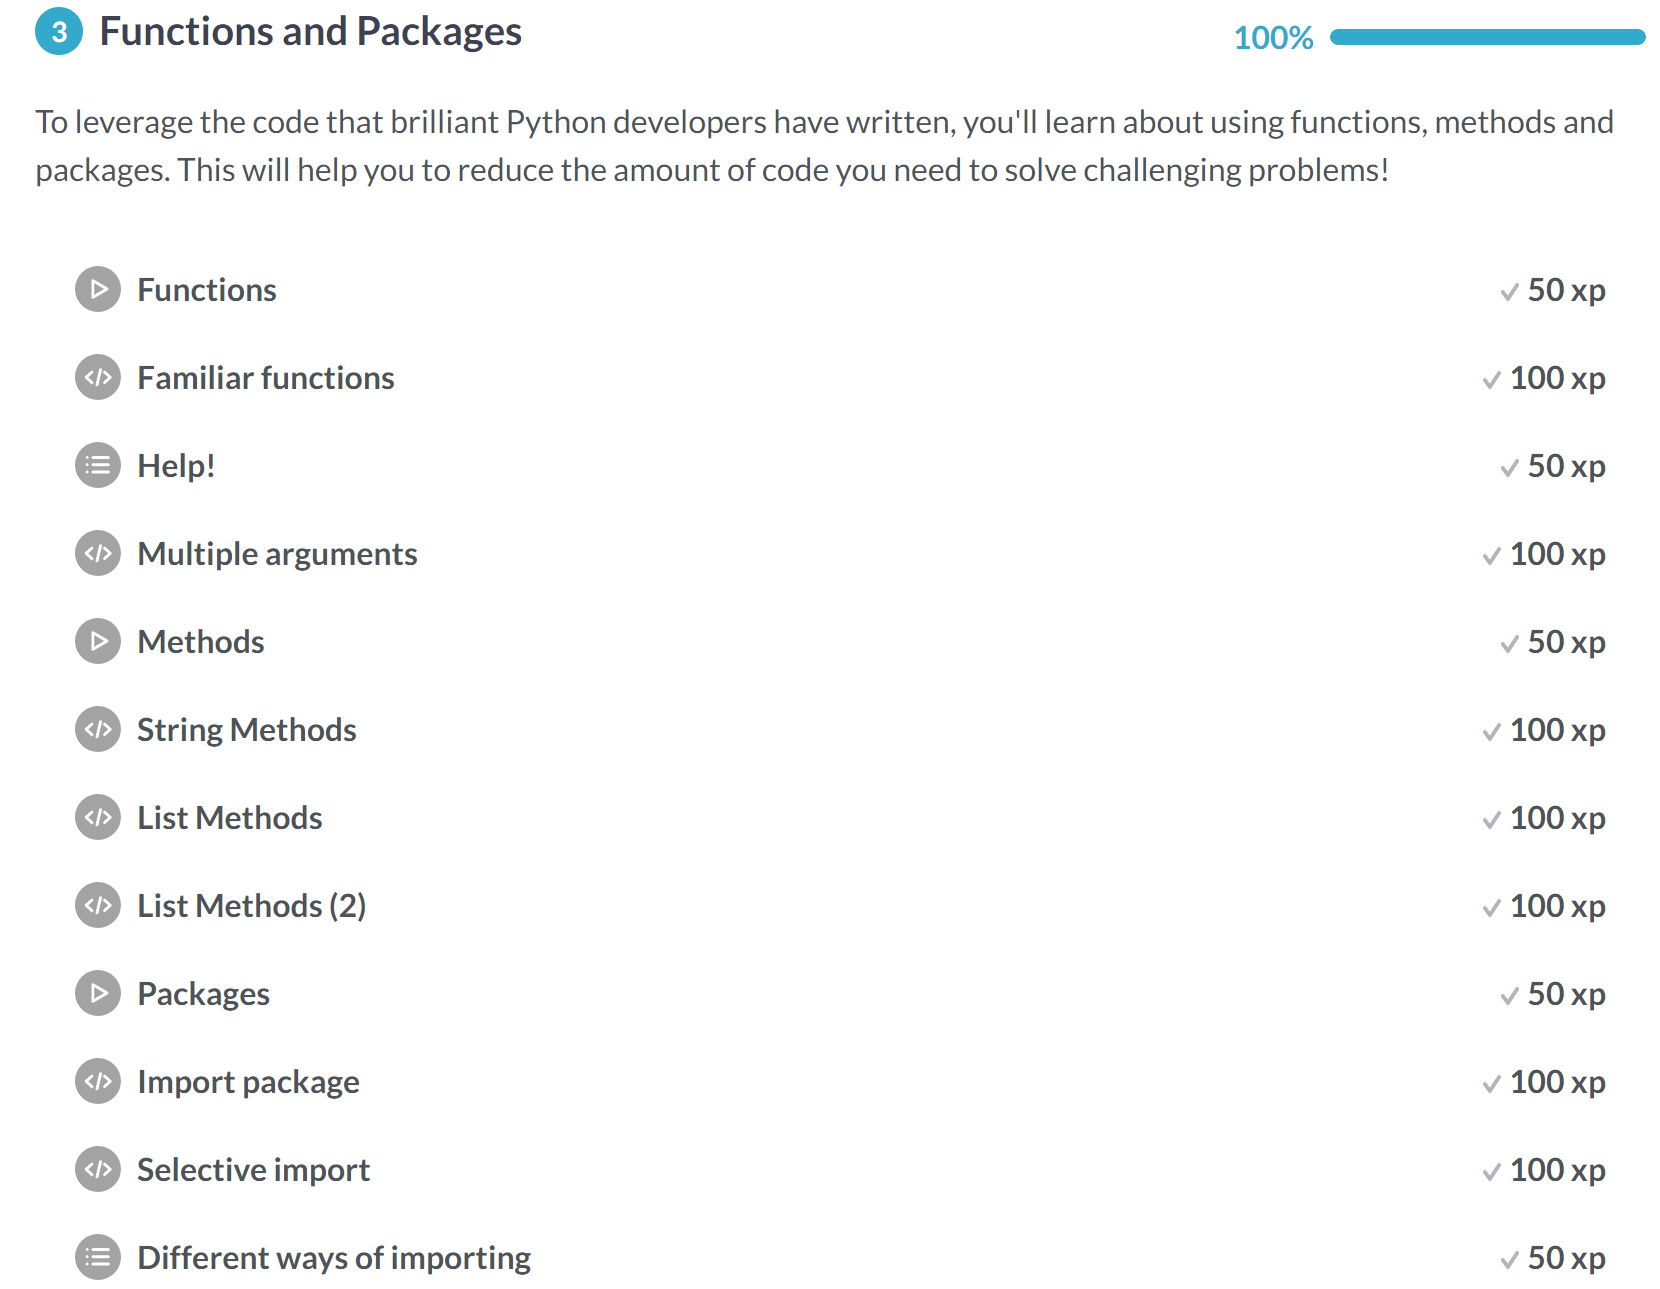 3 Functions and Packages 100%
To leverage the code that brilliant Python developers have written, you'll learn about using functions, methods and
packages. This will help you to reduce the amount of code you need to solve challenging problems!
Functions 50 xp
Familiar functions 100 xp
Help! 50 xp
Multiple arguments 100 xp
Methods 50 xp
String Methods 100 xp
List Methods 100 xp
List Methods (2) 100 xp
Packages 50 xp
Import package 100 xp
Selective import 100 xp
Different ways of importing 50 xp